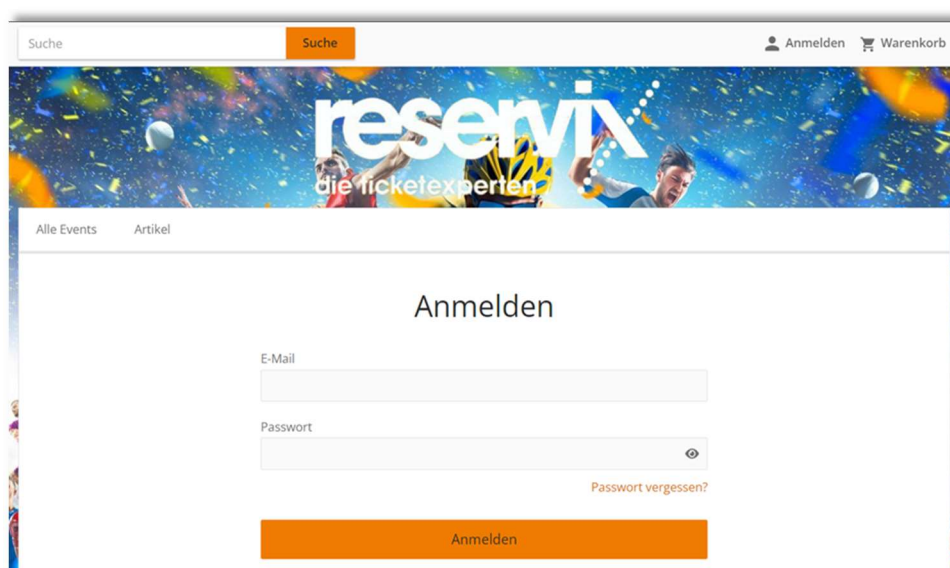 Suche
Suche
Anmelden
Warenkorb
reservix
die ticketexperten
Alle Events
Artikel
Anmelden
E-Mail
Passwort
Passwort vergessen?
Anmelden